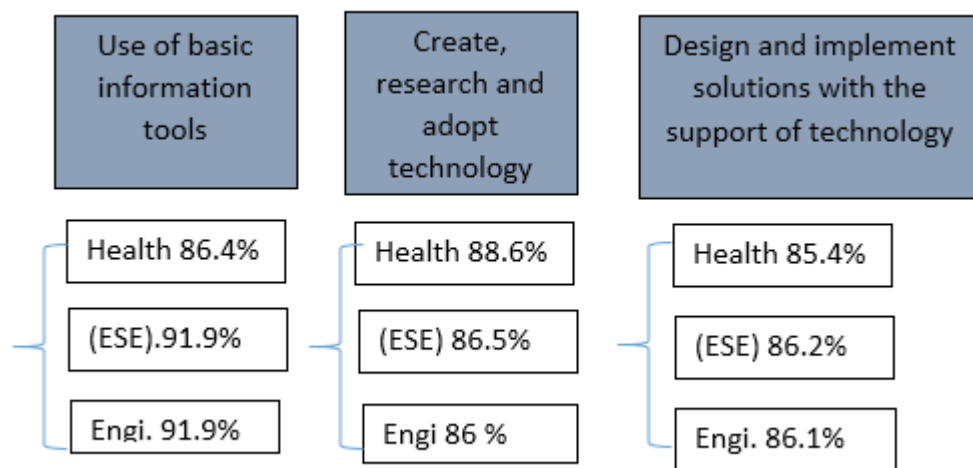 Use of basic
information
tools
Health 86.4%
(ESE).91.9%
Engi. 91.9%
Create,
research and
adopt
technology
Health 88.6%
(ESE) 86.5%
Engi 86 %
Design and implement
solutions with the
support of technology
Health 85.4%
(ESE) 86.2%
Engi. 86.1%